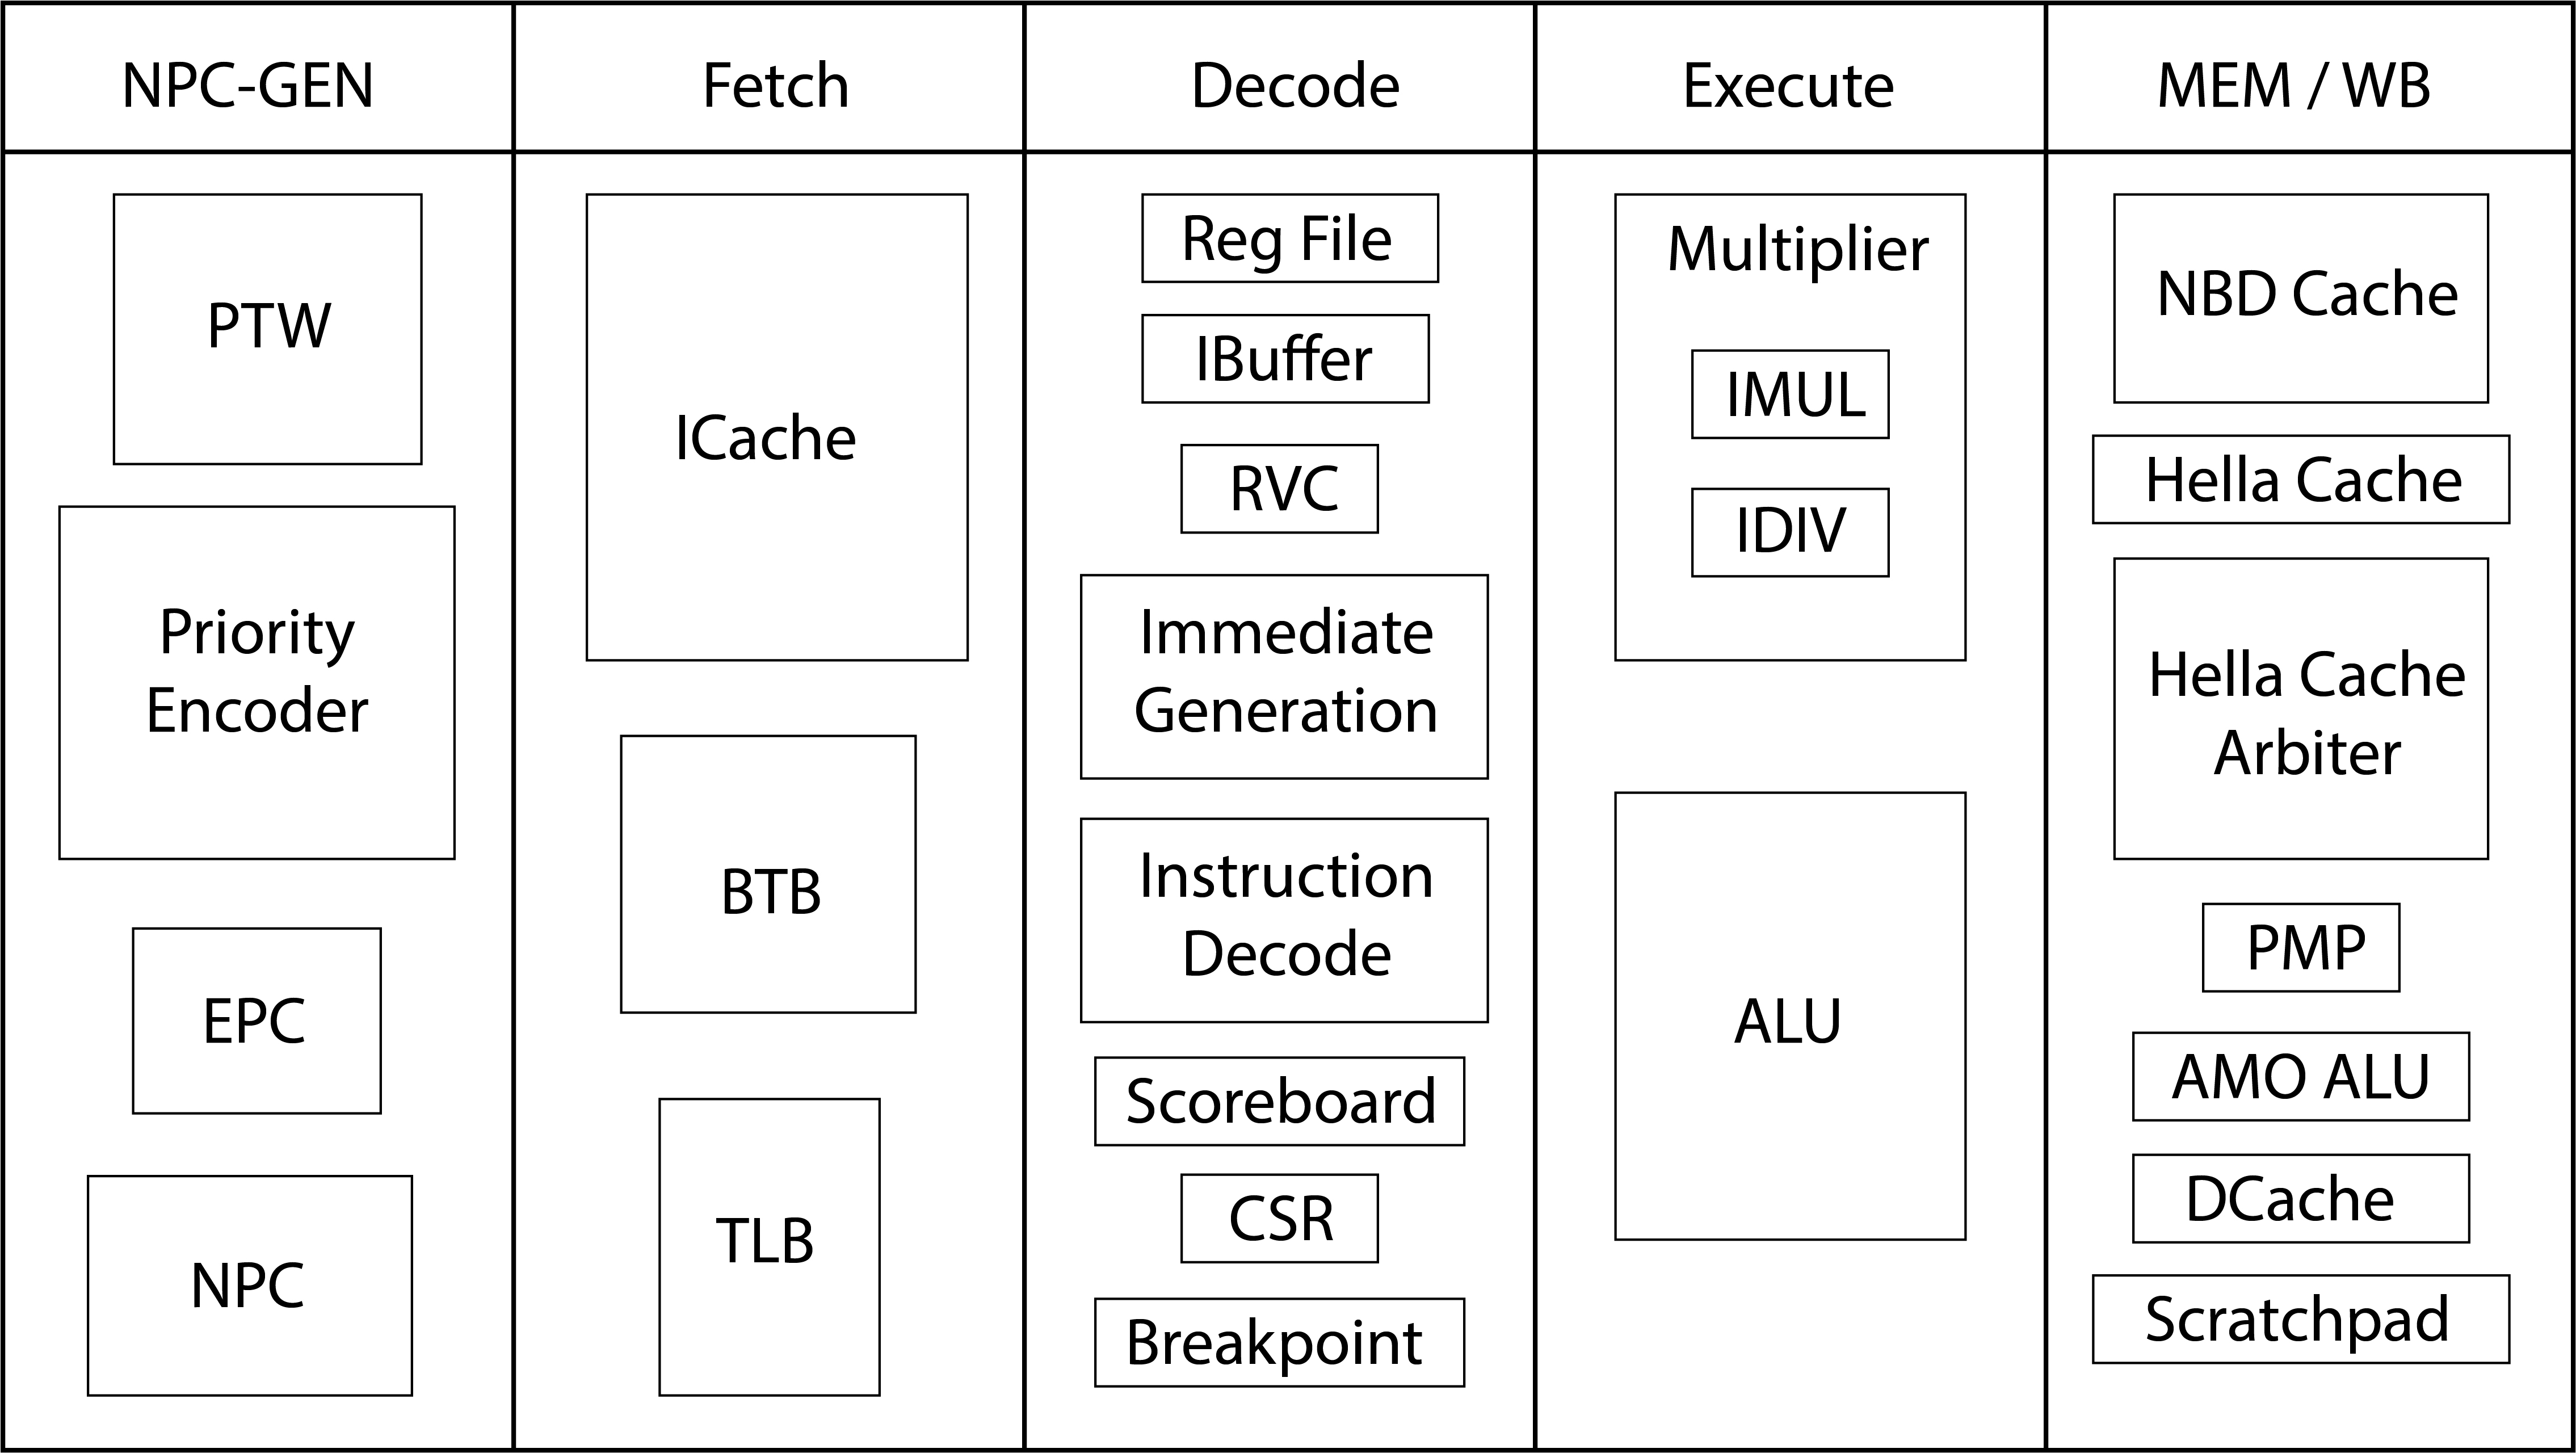 NPC-GEN
Fetch
Decode
Execute
MEM / WB
PTW
Priority
Encoder
EPC
NPC
ICache
BTB
TLB
Reg File
IBuffer
RVC
Immediate
Generation
Instruction
Decode
Scoreboard
CSR
Breakpoint
Multiplier
IMUL
IDIV
ALU
NBD Cache
Hella Cache
Hella Cache
Arbiter
PMP
AMO ALU
DCache
Scratchpad